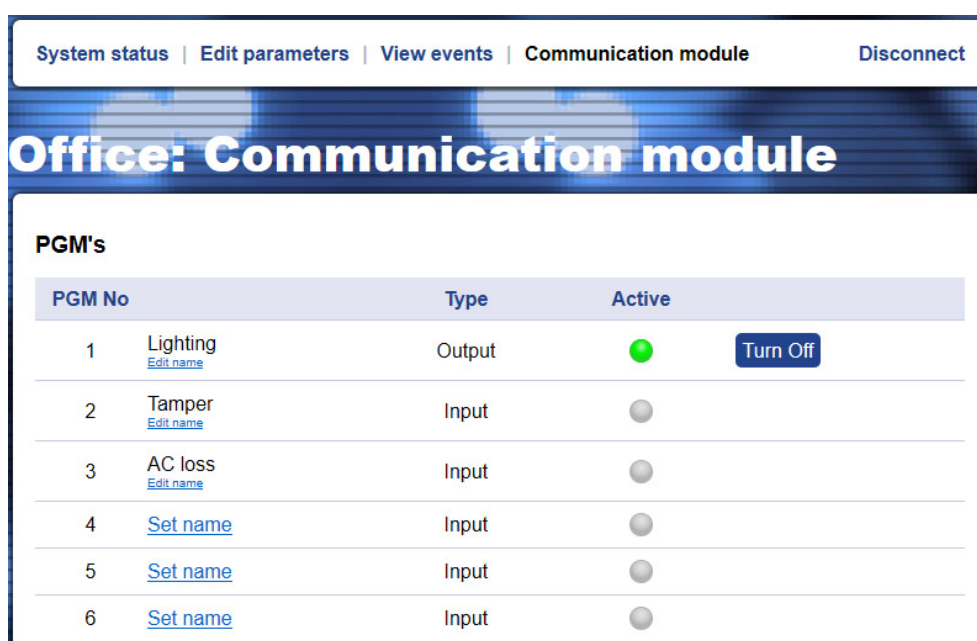 System status | Edit parameters | View events | Communication module Disconnect
Office: Communication module
PGM's
PGM No Type Active
1 Lighting Output Turn Off
Edit name
2 Tamper Input
Edit name
3 AC loss Input
Edit name
4 Set name Input
5 Set name Input
6 Set name Input